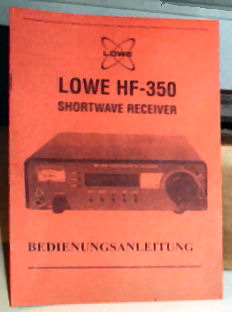 LOWE
LOWE HF-350
SHORTWAVE RECEIVER
BEDIENUNGSANLEITUNG